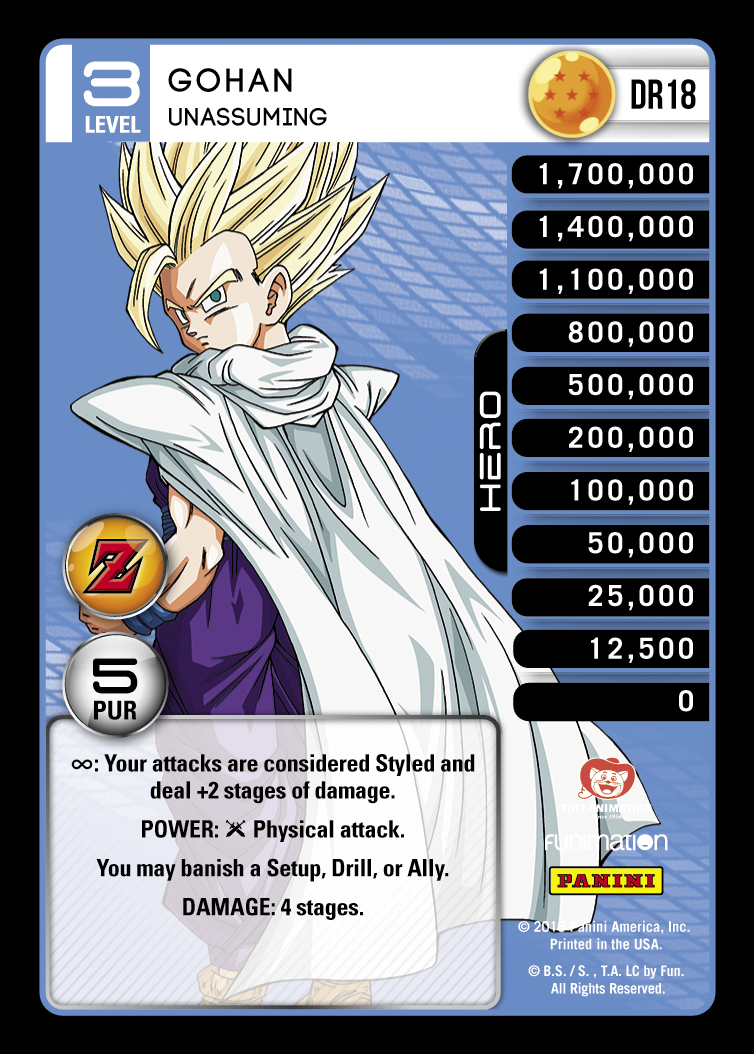 3
LEVEL
GOHAN
UNASSUMING
DR18
1,700,000
1,400,000
1,100,000
800,000
500,000
200,000
100,000
50,000
25,000
12,500
0
HERO
Z
5
PUR
∞: Your attacks are considered Styled and
deal +2 stages of damage.
POWER: Physical attack.
You may banish a Setup, Drill, or Ally.
DAMAGE: 4 stages.
TOEI ANIMATION
FUNiMATiON
PANINI
© Panini America, Inc.
Printed in the USA.
© B.S. / S. , T.A. LC by Fun.
All Rights Reserved.